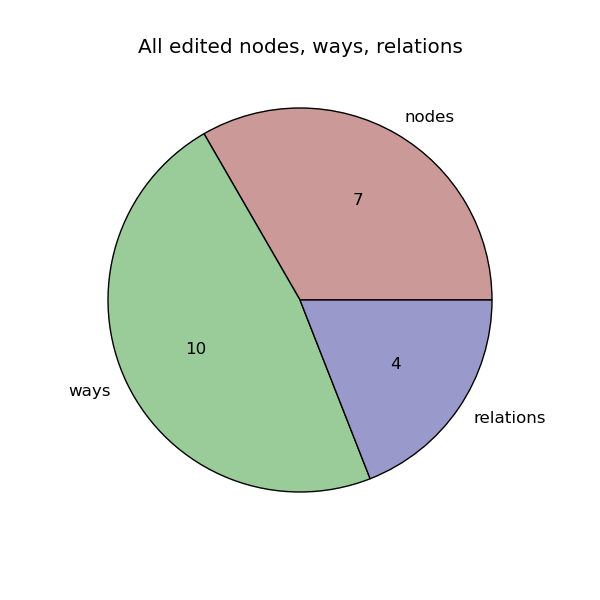 All edited nodes, ways, relations
nodes
7
10
4
ways
relations